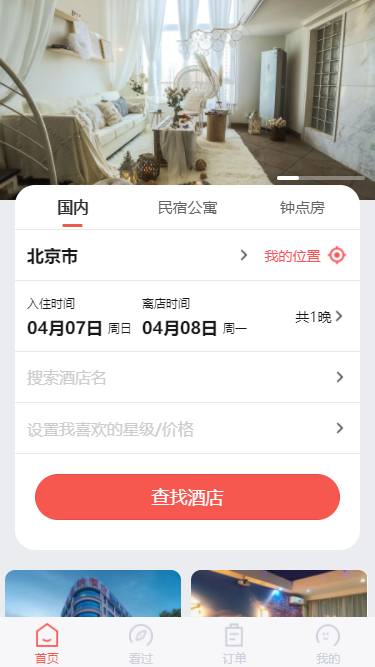 国内 民宿公寓 钟点房
北京市 我的位置
入住时间 离店时间
04月07日 周日 04月08日 周一 共1晚
搜索酒店名
设置我喜欢的星级/价格
查找酒店
首页 看过 订单 我的